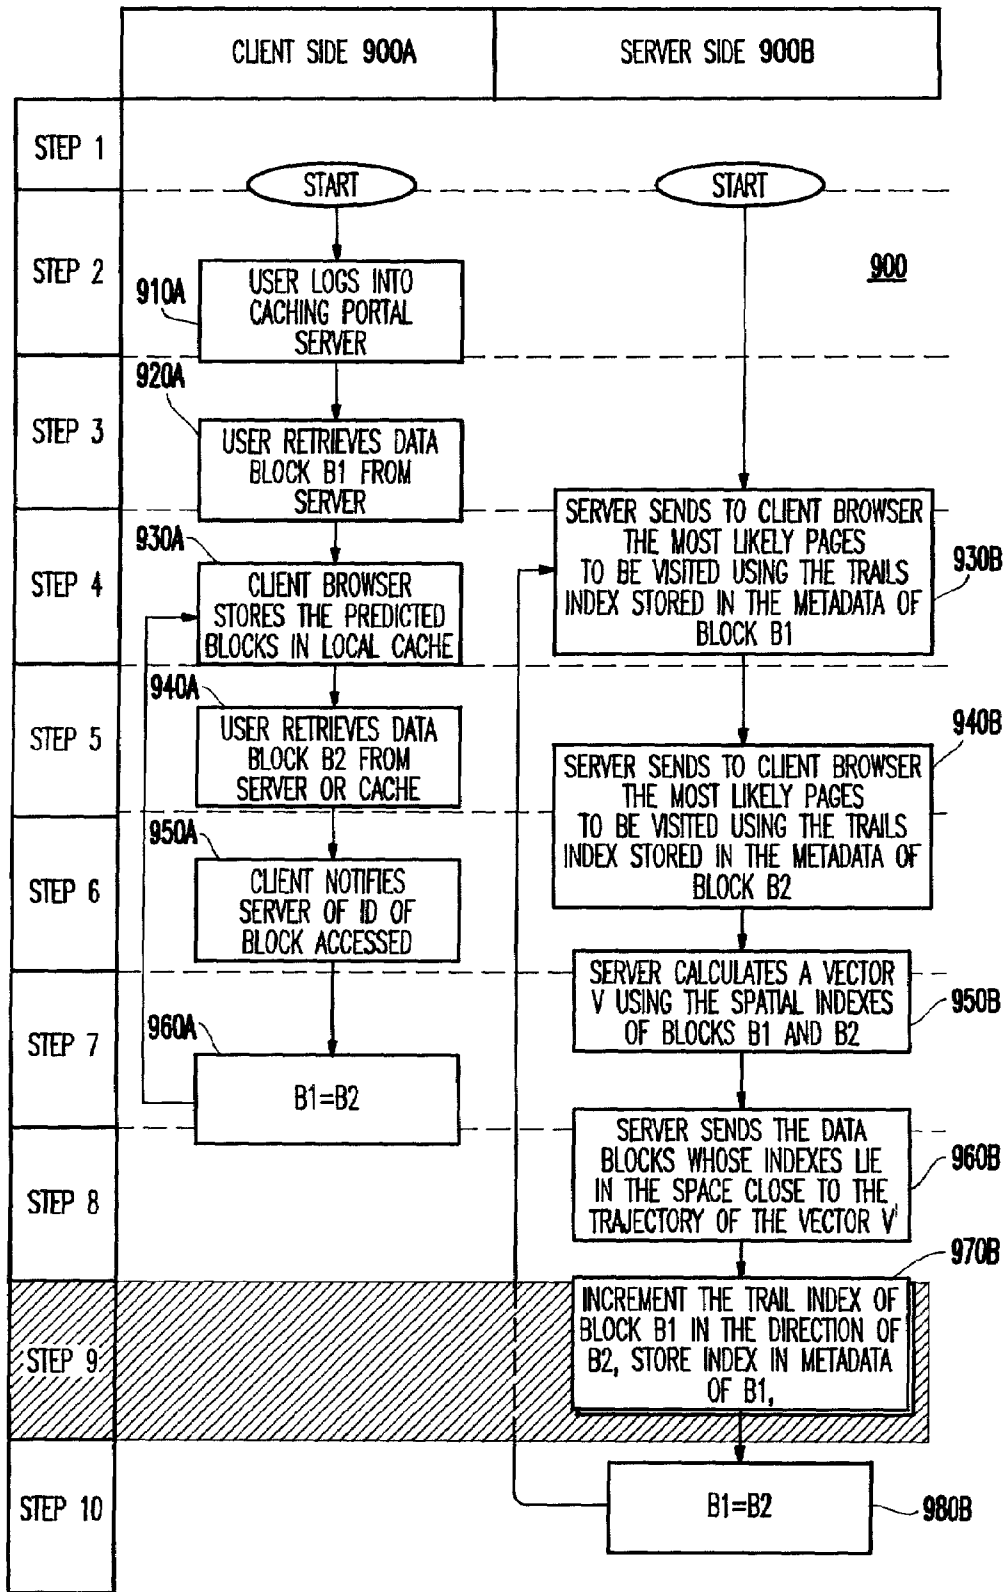 CLIENT SIDE 900A
SERVER SIDE 900B
STEP 1
START
START
STEP 2
900
910A
USER LOGS INTO
CACHING PORTAL
SERVER
920A
STEP 3
USER RETRIEVES DATA
BLOCK B1 FROM
SERVER
SERVER SENDS TO CLIENT BROWSER
THE MOST LIKELY PAGES
TO BE VISITED USING THE TRAILS
INDEX STORED IN THE METADATA OF
BLOCK B1
930B
930A
STEP 4
CLIENT BROWSER
STORES THE PREDICTED
BLOCKS IN LOCAL CACHE
940A
STEP 5
USER RETRIEVES DATA
BLOCK B2 FROM
SERVER OR CACHE
940B
SERVER SENDS TO CLIENT BROWSER
THE MOST LIKELY PAGES
TO BE VISITED USING THE TRAILS
INDEX STORED IN THE METADATA OF
BLOCK B2
950A
STEP 6
CLIENT NOTIFIES
SERVER OF ID OF
BLOCK ACCESSED
SERVER CALCULATES A VECTOR
V USING THE SPATIAL INDEXES
OF BLOCKS B1 AND B2
950B
STEP 7
960A
B1=B2
SERVER SENDS THE DATA
BLOCKS WHOSE INDEXES LIE
IN THE SPACE CLOSE TO THE
TRAJECTORY OF THE VECTOR V'
960B
STEP 8
970B
STEP 9
INCREMENT THE TRAIL INDEX OF
BLOCK B1 IN THE DIRECTION OF
B2, STORE INDEX IN METADATA
OF B1,
STEP 10
B1=B2
980B